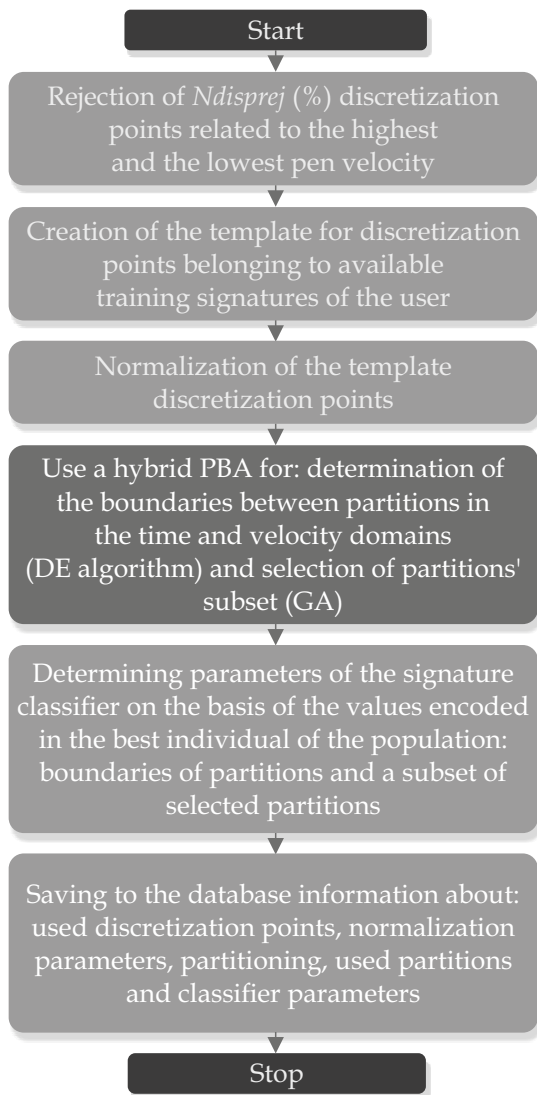 Start
Rejection of Ndisprej (%) discretization
points related to the highest
and the lowest pen velocity
Creation of the template for discretization
points belonging to available
training signatures of the user
Normalization of the template
discretization points
Use a hybrid PBA for: determination of
the boundaries between partitions in
the time and velocity domains
(DE algorithm) and selection of partitions'
subset (GA)
Determining parameters of the signature
classifier on the basis of the values encoded
in the best individual of the population:
boundaries of partitions and a subset of
selected partitions
Saving to the database information about:
used discretization points, normalization
parameters, partitioning, used partitions
and classifier parameters
Stop